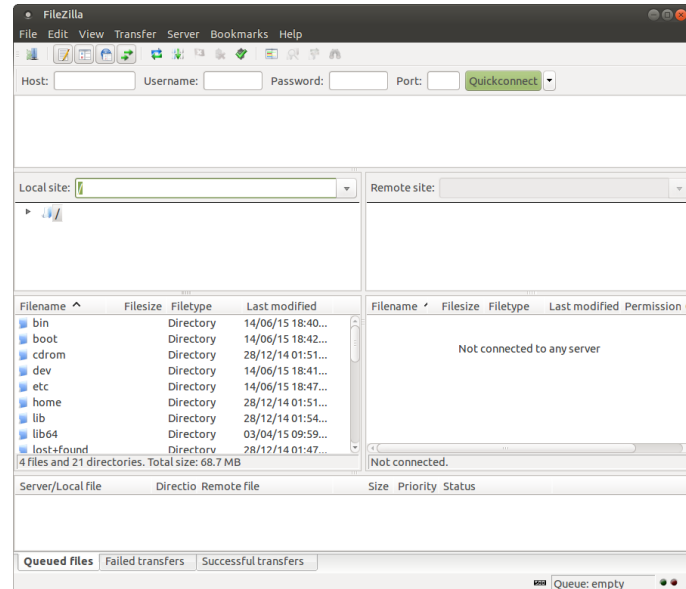 FileZilla
File Edit View Transfer Server Bookmarks Help
Host: Username: Password: Port: Quickconnect
Local site: /
Remote site:
/
Filename Filesize Filetype Last modified
bin Directory 14/06/15 18:40...
boot Directory 14/06/15 18:42...
cdrom Directory 28/12/14 01:51...
dev Directory 14/06/15 18:41...
etc Directory 14/06/15 18:47...
home Directory 28/12/14 01:51...
lib Directory 28/12/14 01:54...
lib64 Directory 03/04/15 09:59...
lost+found Directory 28/12/14 01:47...
4 files and 21 directories. Total size: 68.7 MB
Filename Filesize Filetype Last modified Permission
Not connected to any server
Not connected.
Server/Local file Directio Remote file Size Priority Status
Queued files Failed transfers Successful transfers
Queue: empty